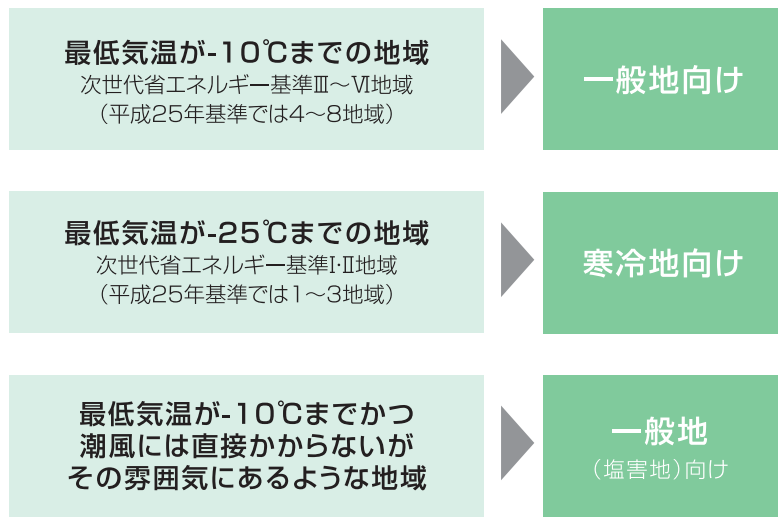 最低気温が-10℃までの地域
次世代省エネルギー基準Ⅲ～Ⅵ地域
（平成25年基準では4～8地域）
一般地向け
最低気温が-25℃までの地域
次世代省エネルギー基準Ⅰ・Ⅱ地域
（平成25年基準では1～3地域）
寒冷地向け
最低気温が-10℃までかつ
潮風には直接かからないが
その雰囲気にあるような地域
一般地
（塩害地）向け